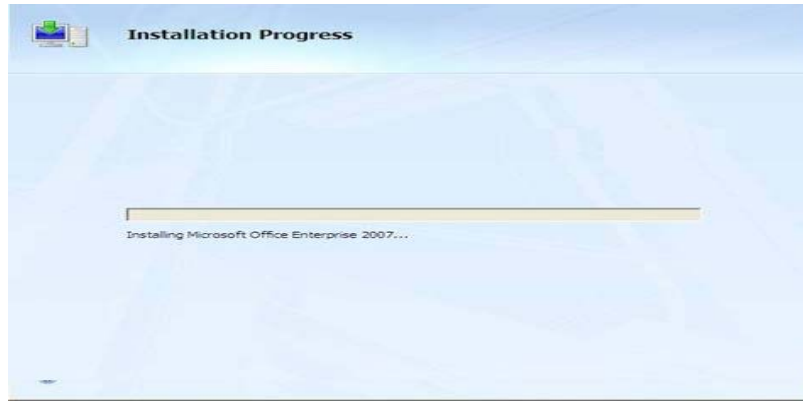 Installation Progress
Installing Microsoft Office Enterprise 2007...